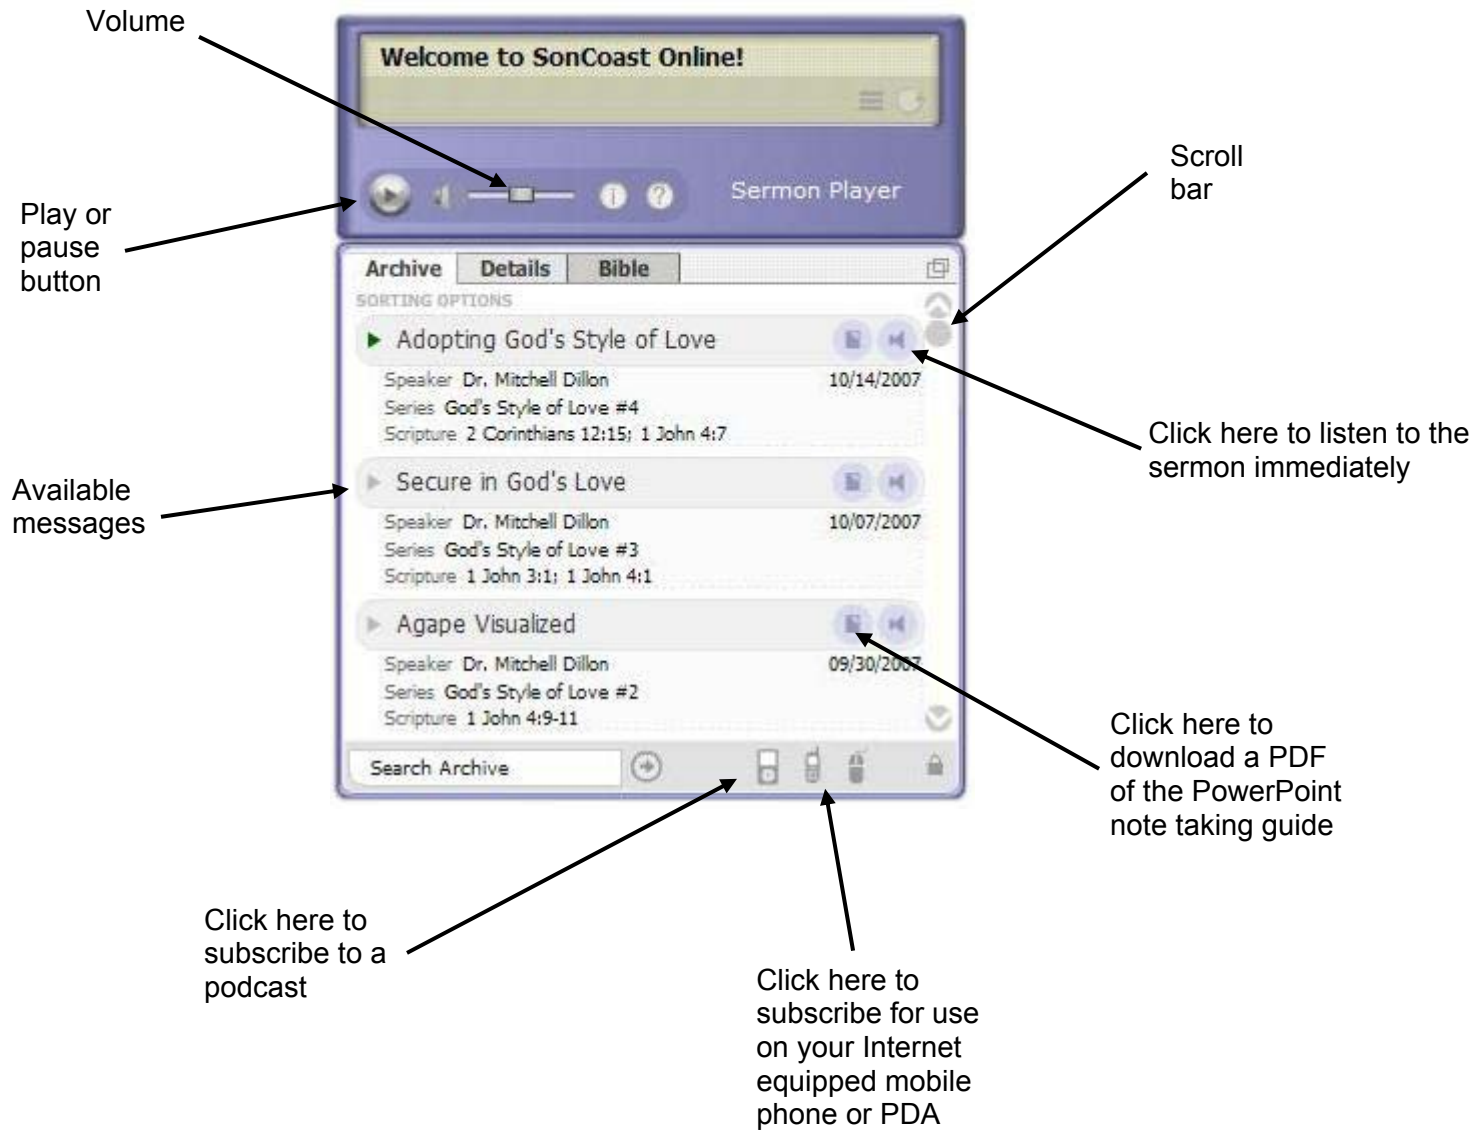 Volume
Welcome to SonCoast Online!
Scroll
bar
Sermon Player
Play or
pause
button
Archive Details Bible
SORTING OPTIONS
Adopting God's Style of Love
Speaker Dr. Mitchell Dillon 10/14/2007
Series God's Style of Love #4
Scripture 2 Corinthians 12:15; 1 John 4:7
Click here to listen to the
sermon immediately
Available
messages
Secure in God's Love
Speaker Dr. Mitchell Dillon 10/07/2007
Series God's Style of Love #3
Scripture 1 John 3:1; 1 John 4:1
Agape Visualized
Speaker Dr. Mitchell Dillon 09/30/2007
Series God's Style of Love #2
Scripture 1 John 4:9-11
Search Archive
Click here to
download a PDF
of the PowerPoint
note taking guide
Click here to
subscribe to a
podcast
Click here to
subscribe for use
on your Internet
equipped mobile
phone or PDA